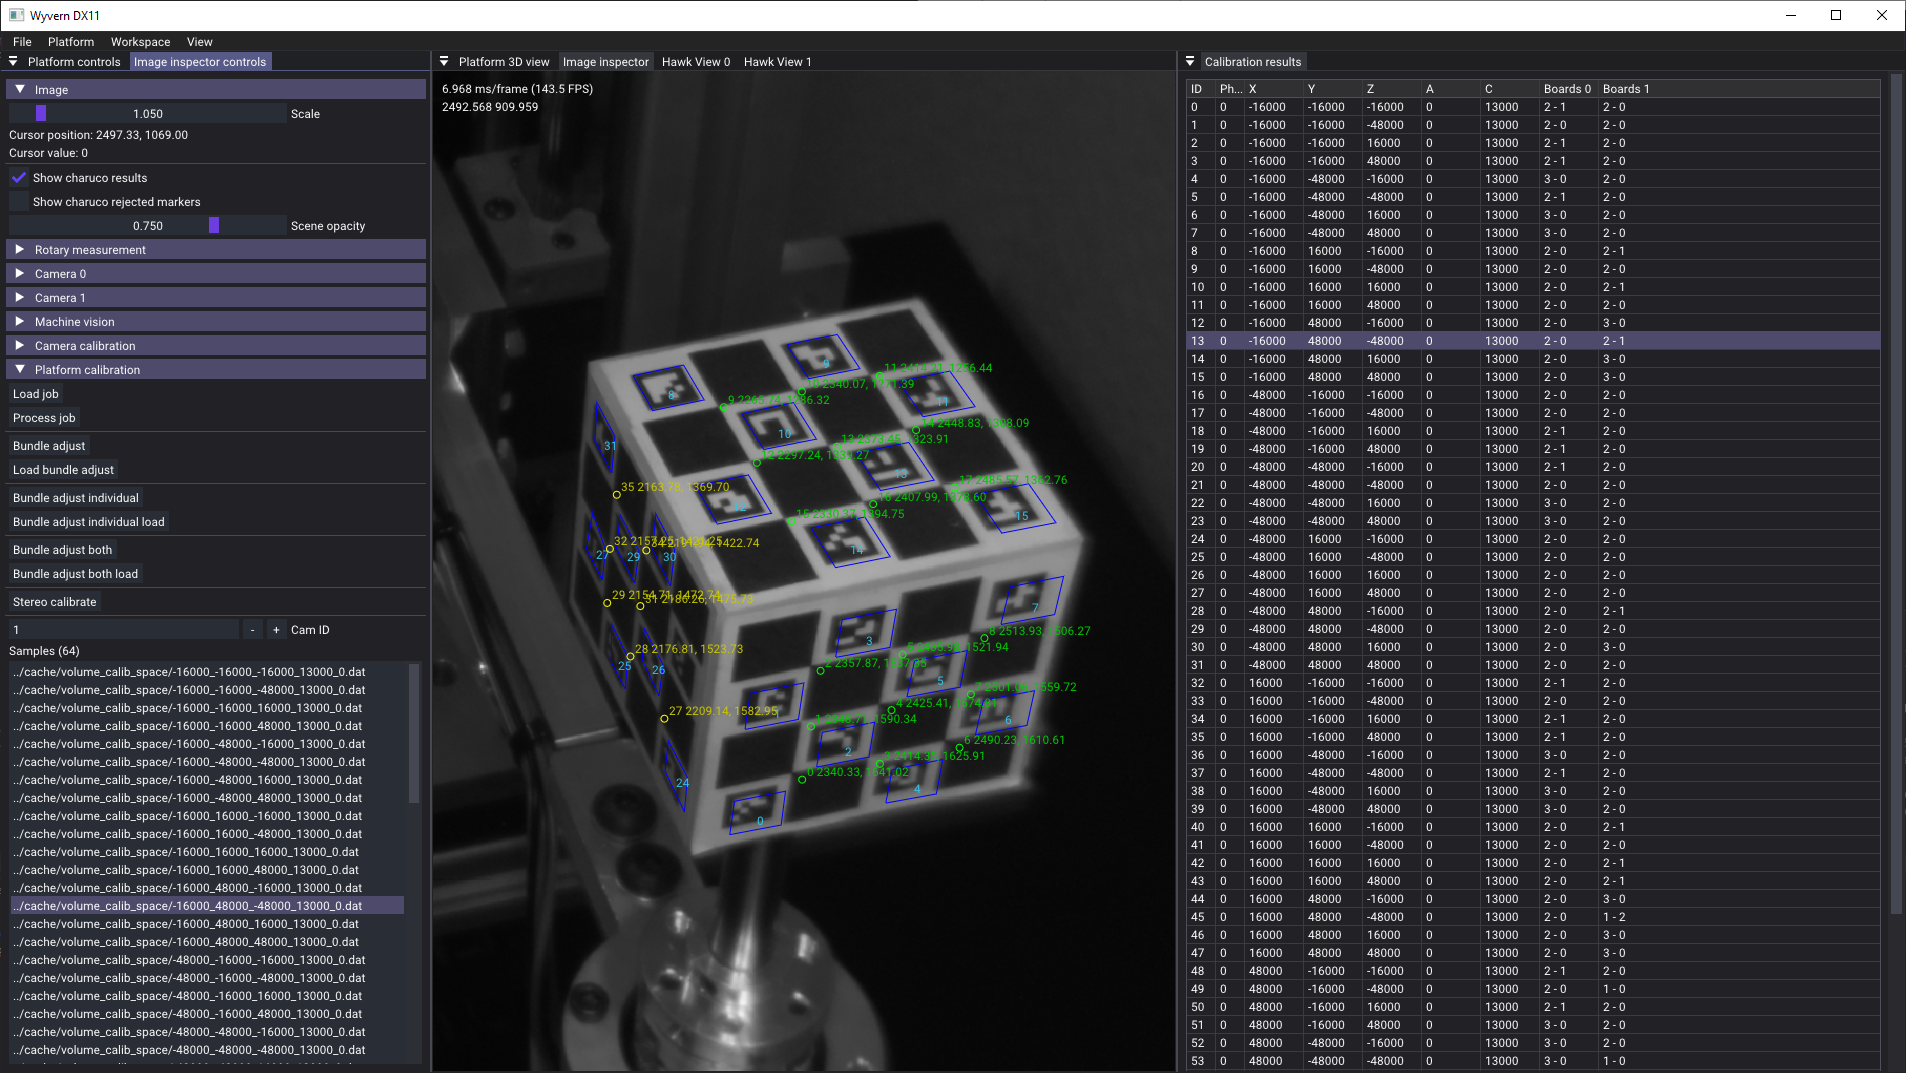 Wyvern DX11
File Platform Workspace View
Platform controls Image inspector controls
Image
1.050 Scale
Cursor position: 2497.33, 1069.00
Cursor value: 0
Show charuco results
Show charuco rejected markers
0.750 Scene opacity
Rotary measurement
Camera 0
Camera 1
Machine vision
Camera calibration
Platform calibration
Load job
Process job
Bundle adjust
Load bundle adjust
Bundle adjust individual
Bundle adjust individual load
Bundle adjust both
Bundle adjust both load
Stereo calibrate
1 - + Cam ID
Samples (64)
../cache/volume_calib_space/-16000_-16000_-16000_13000_0.dat
../cache/volume_calib_space/-16000_-16000_-48000_13000_0.dat
../cache/volume_calib_space/-16000_-16000_16000_13000_0.dat
../cache/volume_calib_space/-16000_-16000_48000_13000_0.dat
../cache/volume_calib_space/-16000_-48000_-16000_13000_0.dat
../cache/volume_calib_space/-16000_-48000_-48000_13000_0.dat
../cache/volume_calib_space/-16000_-48000_16000_13000_0.dat
../cache/volume_calib_space/-16000_-48000_48000_13000_0.dat
../cache/volume_calib_space/-16000_16000_-16000_13000_0.dat
../cache/volume_calib_space/-16000_16000_-48000_13000_0.dat
../cache/volume_calib_space/-16000_16000_16000_13000_0.dat
../cache/volume_calib_space/-16000_16000_48000_13000_0.dat
../cache/volume_calib_space/-16000_48000_-16000_13000_0.dat
../cache/volume_calib_space/-16000_48000_-48000_13000_0.dat
../cache/volume_calib_space/-16000_48000_16000_13000_0.dat
../cache/volume_calib_space/-16000_48000_48000_13000_0.dat
../cache/volume_calib_space/-48000_-16000_-16000_13000_0.dat
../cache/volume_calib_space/-48000_-16000_-48000_13000_0.dat
../cache/volume_calib_space/-48000_-16000_16000_13000_0.dat
../cache/volume_calib_space/-48000_-16000_48000_13000_0.dat
../cache/volume_calib_space/-48000_-48000_-16000_13000_0.dat
../cache/volume_calib_space/-48000_-48000_-48000_13000_0.dat
Platform 3D view Image inspector Hawk View 0 Hawk View 1
6.968 ms/frame (143.5 FPS)
2492.568 909.959
9
8
11 1256.44
10 2340.07, 1271.39
9 1286.32
11
14 2448.83, 1308.09
10
13 2373.45, 1323.91
31
12 2297.24,
13
17 1362.76
35 2163.78, 1369.70
16 2407.99, 1378.60
12
15 2330.27, 1394.75
15
32
1422.74
14
27 29 30
29 2154.71, 1472.74
31
7
8 2513.93, 1506.27
3
1521.94
28 2176.81, 1523.73
2 2357.87,
25
26
5
1559.72
4 2425.41,
27 2209.14, 1582.95
1 1590.34
6
2
6 2490.23, 1610.61
1625.91
0 2340.33,
24
4
0
Calibration results
ID Ph... X Y Z A C Boards 0 Boards 1
0 0 -16000 -16000 -16000 0 13000 2 - 1 2 - 0
1 0 -16000 -16000 -48000 0 13000 2 - 0 2 - 0
2 0 -16000 -16000 16000 0 13000 2 - 1 2 - 0
3 0 -16000 -16000 48000 0 13000 2 - 1 2 - 0
4 0 -16000 -48000 -16000 0 13000 3 - 0 2 - 0
5 0 -16000 -48000 -48000 0 13000 2 - 1 2 - 0
6 0 -16000 -48000 16000 0 13000 3 - 0 2 - 0
7 0 -16000 -48000 48000 0 13000 3 - 0 2 - 0
8 0 -16000 16000 -16000 0 13000 2 - 0 2 - 1
9 0 -16000 16000 -48000 0 13000 2 - 0 2 - 0
10 0 -16000 16000 16000 0 13000 2 - 0 2 - 1
11 0 -16000 16000 48000 0 13000 2 - 0 2 - 0
12 0 -16000 48000 -16000 0 13000 2 - 0 3 - 0
13 0 -16000 48000 -48000 0 13000 2 - 0 2 - 1
14 0 -16000 48000 16000 0 13000 2 - 0 3 - 0
15 0 -16000 48000 48000 0 13000 2 - 0 3 - 0
16 0 -48000 -16000 -16000 0 13000 2 - 0 2 - 0
17 0 -48000 -16000 -48000 0 13000 2 - 0 2 - 0
18 0 -48000 -16000 16000 0 13000 2 - 1 2 - 0
19 0 -48000 -16000 48000 0 13000 2 - 1 2 - 0
20 0 -48000 -48000 -16000 0 13000 2 - 1 2 - 0
21 0 -48000 -48000 -48000 0 13000 2 - 0 2 - 0
22 0 -48000 -48000 16000 0 13000 3 - 0 2 - 0
23 0 -48000 -48000 48000 0 13000 3 - 0 2 - 0
24 0 -48000 16000 -16000 0 13000 2 - 0 2 - 0
25 0 -48000 16000 -48000 0 13000 2 - 0 2 - 0
26 0 -48000 16000 16000 0 13000 2 - 0 2 - 0
27 0 -48000 16000 48000 0 13000 2 - 0 2 - 0
28 0 -48000 48000 -16000 0 13000 2 - 0 2 - 1
29 0 -48000 48000 -48000 0 13000 2 - 0 2 - 0
30 0 -48000 48000 16000 0 13000 2 - 0 3 - 0
31 0 -48000 48000 48000 0 13000 2 - 0 2 - 0
32 0 16000 -16000 -16000 0 13000 2 - 1 2 - 0
33 0 16000 -16000 -48000 0 13000 2 - 0 2 - 0
34 0 16000 -16000 16000 0 13000 2 - 1 2 - 0
35 0 16000 -16000 48000 0 13000 2 - 1 2 - 0
36 0 16000 -48000 -16000 0 13000 3 - 0 2 - 0
37 0 16000 -48000 -48000 0 13000 2 - 1 2 - 0
38 0 16000 -48000 16000 0 13000 3 - 0 2 - 0
39 0 16000 -48000 48000 0 13000 3 - 0 2 - 0
40 0 16000 16000 -16000 0 13000 2 - 0 2 - 1
41 0 16000 16000 -48000 0 13000 2 - 0 2 - 0
42 0 16000 16000 16000 0 13000 2 - 0 2 - 1
43 0 16000 16000 48000 0 13000 2 - 0 2 - 1
44 0 16000 48000 -16000 0 13000 2 - 0 3 - 0
45 0 16000 48000 -48000 0 13000 2 - 0 1 - 2
46 0 16000 48000 16000 0 13000 2 - 0 3 - 0
47 0 16000 48000 48000 0 13000 2 - 0 3 - 0
48 0 48000 -16000 -16000 0 13000 2 - 1 2 - 0
49 0 48000 -16000 -48000 0 13000 2 - 0 1 - 0
50 0 48000 -16000 16000 0 13000 2 - 1 2 - 0
51 0 48000 -16000 48000 0 13000 3 - 0 2 - 0
52 0 48000 -48000 -16000 0 13000 3 - 0 2 - 0
53 0 48000 -48000 -48000 0 13000 3 - 0 1 - 0